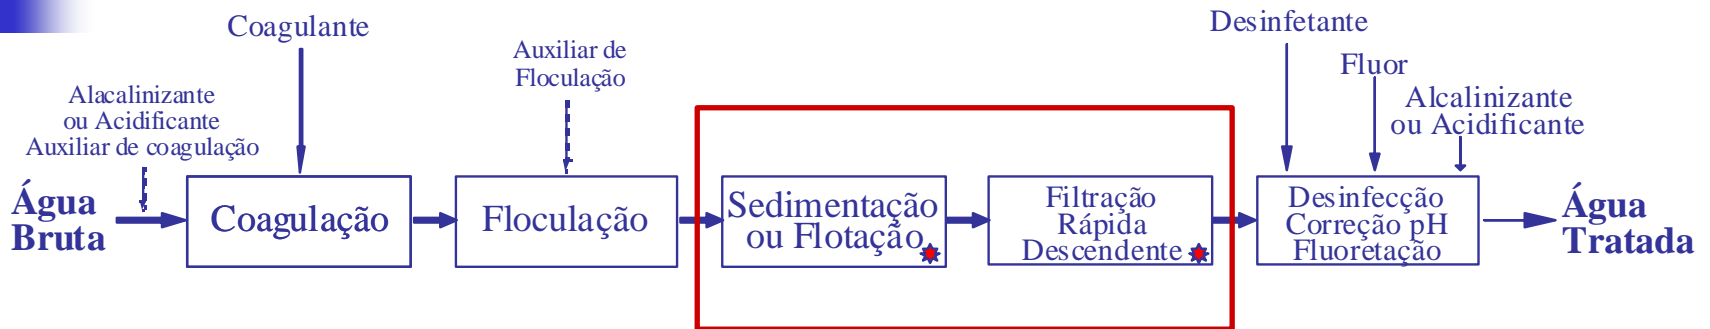 Coagulante
Auxiliar de
Floculação
Desinfetante
Fluor
Alacalinizante
ou Acidificante
Auxiliar de coagulação
Alcalinizante
ou Acidificante
Água
Bruta
Coagulação
Floculação
Sedimentação
ou Flotação
Filtração
Rápida
Descendente
Desinfecção
Correção pH
Fluoretação
Água
Tratada